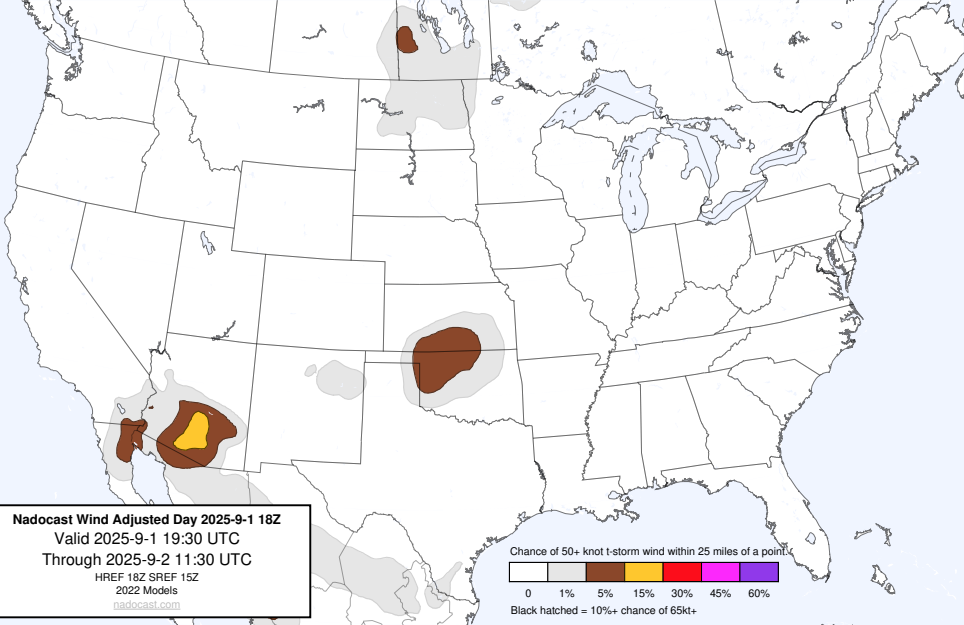 Nadocast Wind Adjusted Day 2025-9-1 18Z
Valid 2025-9-1 19:30 UTC
Through 2025-9-2 11:30 UTC
HREF 18Z SREF 15Z
2022 Models
nadocast.com
Chance of 50+ knot t-storm wind within 25 miles of a point.
0 1% 5% 15% 30% 45% 60%
Black hatched = 10%+ chance of 65kt+